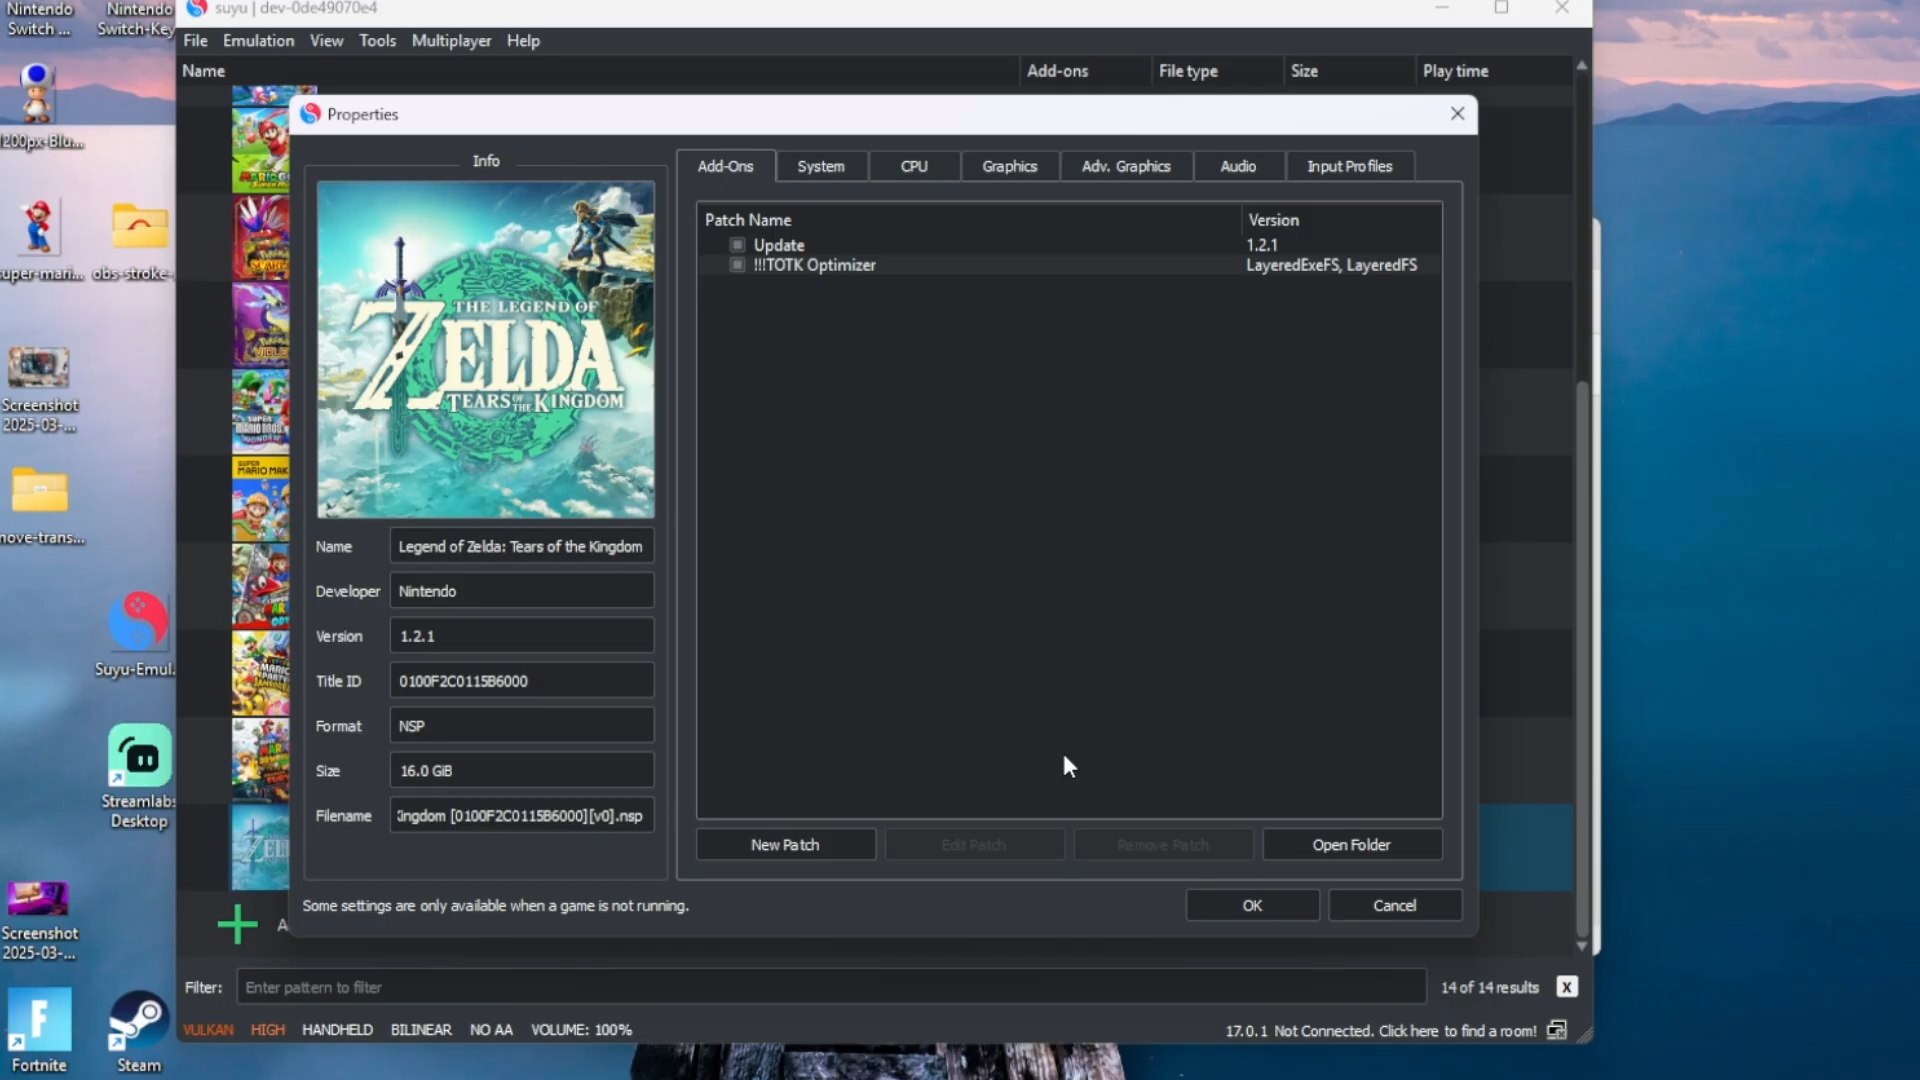 Nintendo
Switch ...
Nintendo
Switch-Key
200px-Blu...
uper-mari...
obs-stroke-
Screenshot
2025-03-...
move-trans...
Suyu-Emul.
Streamlabs
Desktop
Screenshot
2025-03-...
Fortnite
Steam
suyu | dev-0de49070e4
File Emulation View Tools Multiplayer Help
Name Add-ons File type Size Play time
Properties
Info
THE LEGEND OF
ZELDA
TEARS OF THE KINGDOM
Name Legend of Zelda: Tears of the Kingdom
Developer Nintendo
Version 1.2.1
Title ID 0100F2C0115B6000
Format NSP
Size 16.0 GiB
Filename Kingdom [0100F2C0115B6000][v0].nsp
Add-Ons System CPU Graphics Adv. Graphics Audio Input Profiles
Patch Name Version
Update 1.2.1
!!!TOTK Optimizer LayeredExeFS, LayeredFS
New Patch Edit Patch Remove Patch Open Folder
Some settings are only available when a game is not running.
OK Cancel
A
Filter: Enter pattern to filter 14 of 14 results X
VULKAN HIGH HANDHELD BILINEAR NO AA VOLUME: 100% 17.0.1 Not Connected. Click here to find a room!